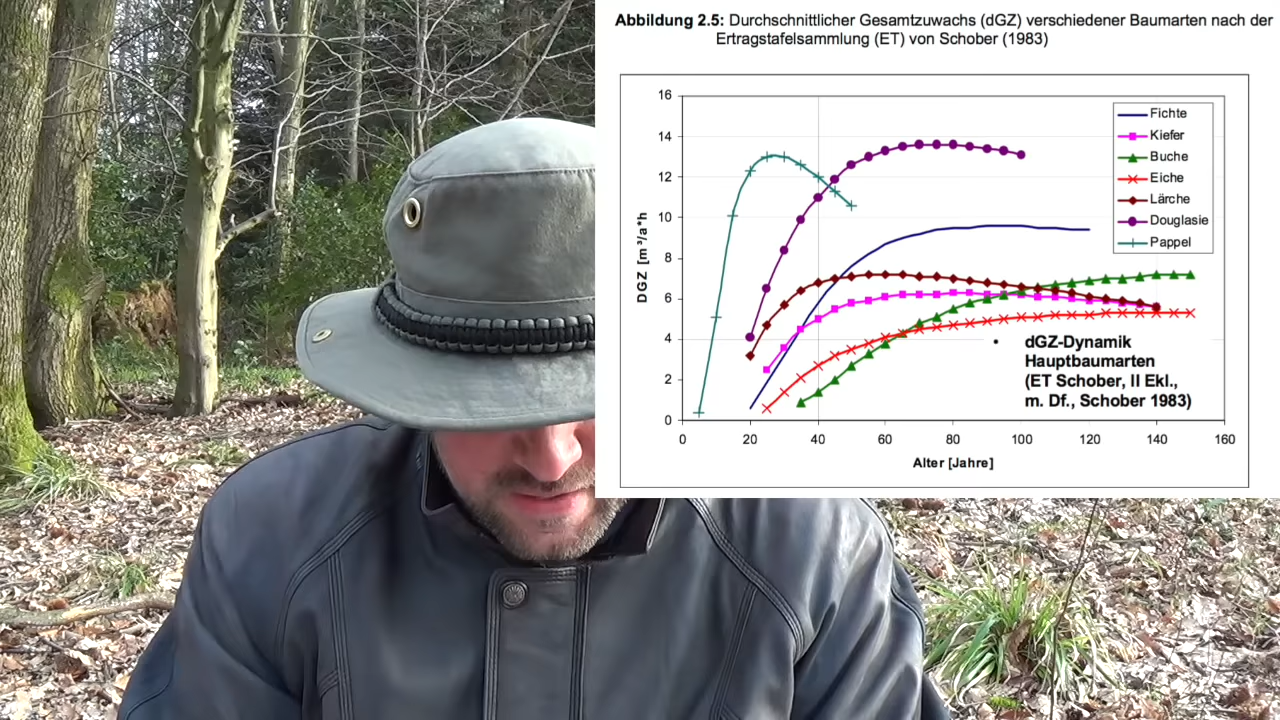 Abbildung 2.5: Durchschnittlicher Gesamtzuwachs (dGZ) verschiedener Baumarten nach der
Ertragstafelsammlung (ET) von Schober (1983)
16
14
12
10
8
6
4
2
0
DGZ [m³/a*h
0 20 40 60 80 100 120 140 160
Alter [Jahre]
Fichte
Kiefer
Buche
Eiche
Lärche
Douglasie
Pappel
• dGZ-Dynamik
Hauptbaumarten
(ET Schober, II Ekl.,
m. Df., Schober 1983)